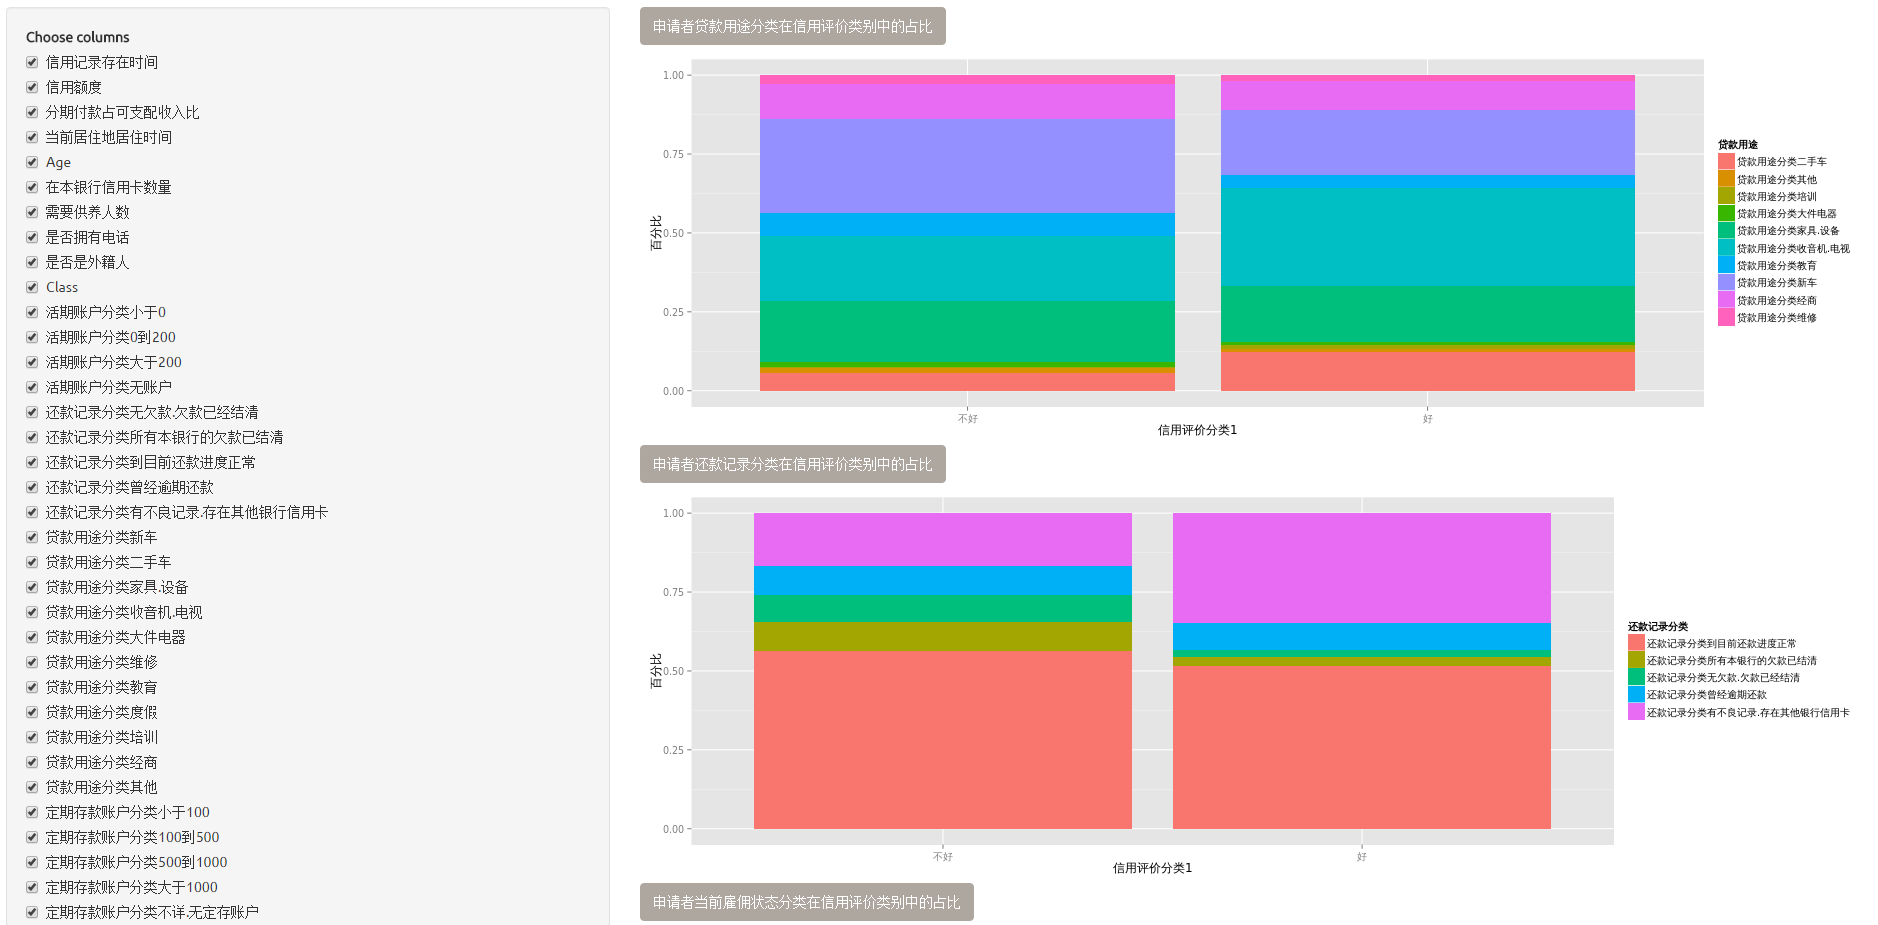 Choose columns
信用记录存在时间
信用额度
分期付款占可支配收入比
当前居住地居住时间
Age
在本银行信用卡数量
需要供养人数
是否拥有电话
是否是外籍人
Class
活期账户分类小于0
活期账户分类0到200
活期账户分类大于200
活期账户分类无账户
还款记录分类无欠款.欠款已经结清
还款记录分类所有本银行的欠款已结清
还款记录分类到目前还款进度正常
还款记录分类曾经逾期还款
还款记录分类有不良记录.存在其他银行信用卡
贷款用途分类新车
贷款用途分类二手车
贷款用途分类家具.设备
贷款用途分类收音机.电视
贷款用途分类大件电器
贷款用途分类维修
贷款用途分类教育
贷款用途分类度假
贷款用途分类培训
贷款用途分类经商
贷款用途分类其他
定期存款账户分类小于100
定期存款账户分类100到500
定期存款账户分类500到1000
定期存款账户分类大于1000
定期存款账户分类不详.无定存账户
申请者贷款用途分类在信用评价类别中的占比
1.00
0.75
0.50
0.25
0.00
百分比
不好
好
信用评价分类1
贷款用途
贷款用途分类二手车
贷款用途分类其他
贷款用途分类培训
贷款用途分类大件电器
贷款用途分类家具.设备
贷款用途分类收音机.电视
贷款用途分类教育
贷款用途分类新车
贷款用途分类经商
贷款用途分类维修
申请者还款记录分类在信用评价类别中的占比
1.00
0.75
0.50
0.25
0.00
百分比
不好
好
信用评价分类1
还款记录分类
还款记录分类到目前还款进度正常
还款记录分类所有本银行的欠款已结清
还款记录分类无欠款.欠款已经结清
还款记录分类曾经逾期还款
还款记录分类有不良记录.存在其他银行信用卡
申请者当前雇佣状态分类在信用评价类别中的占比